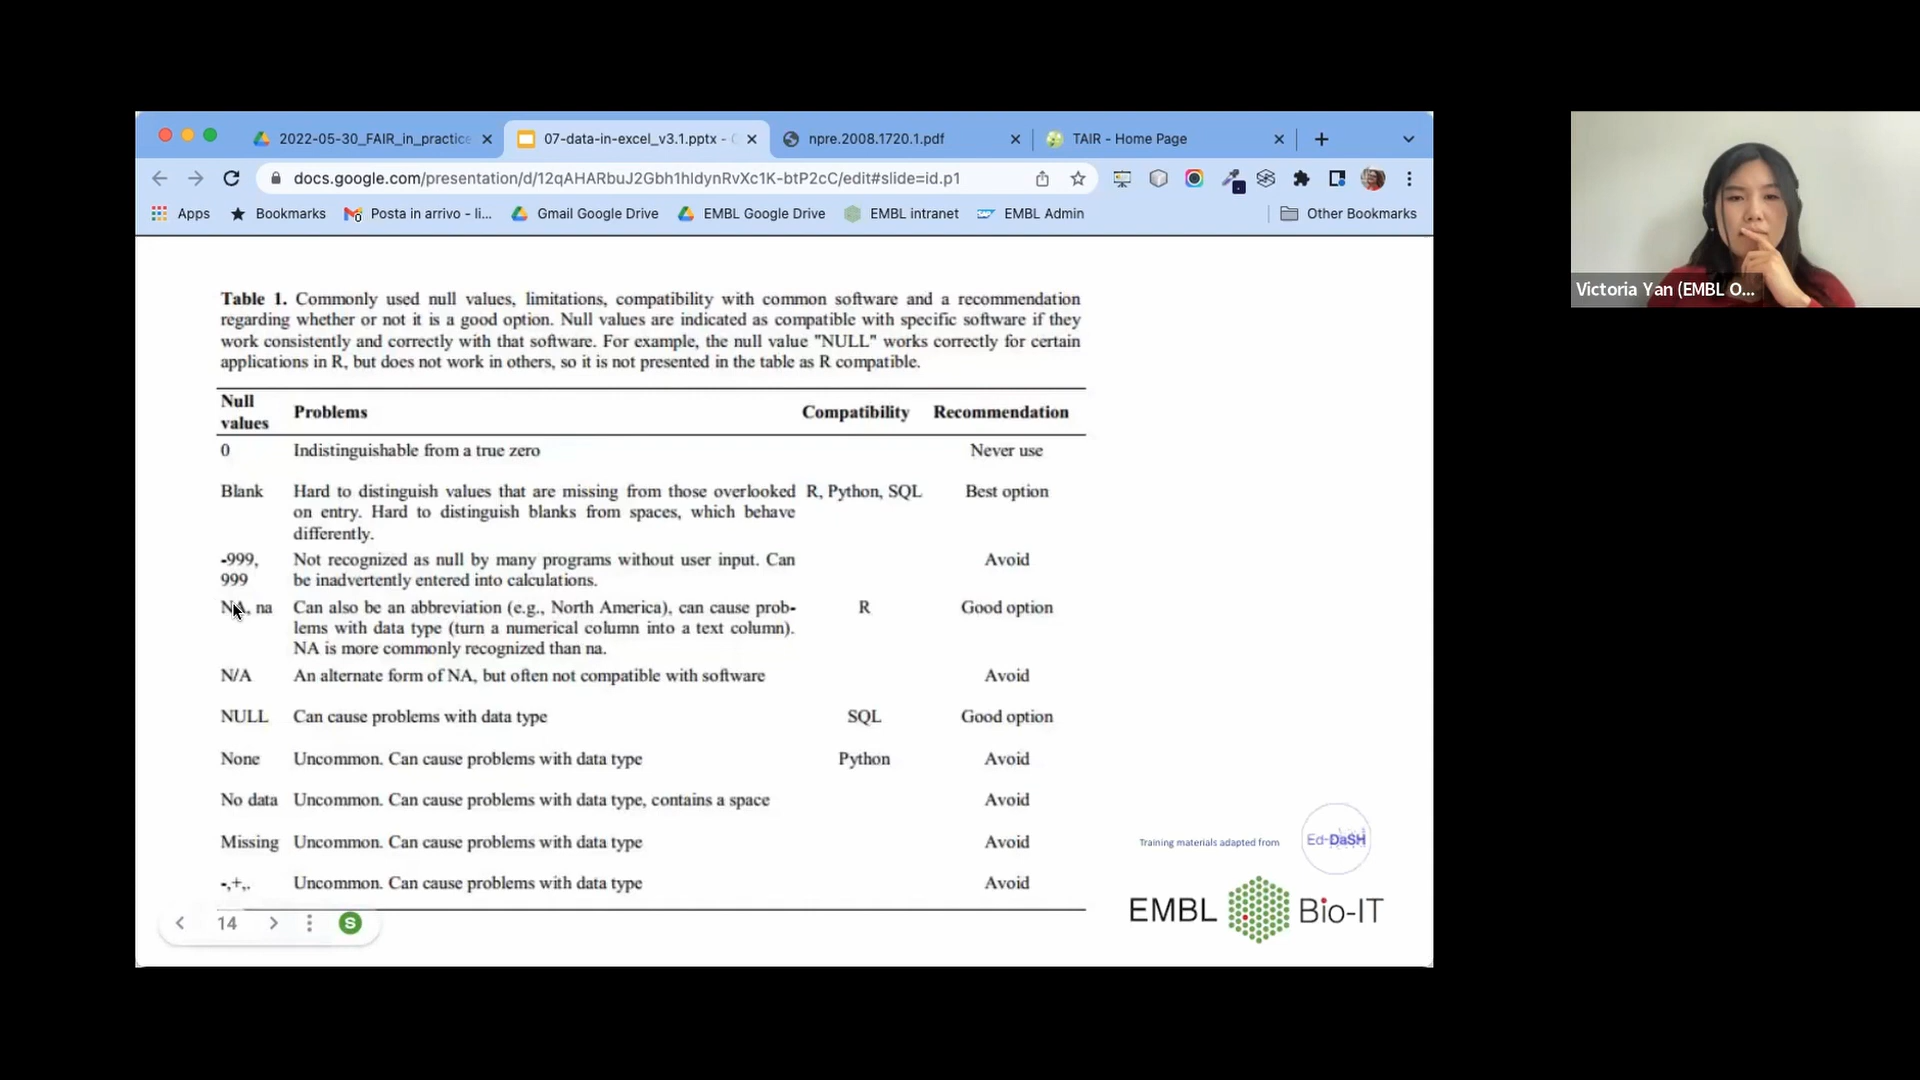 2022-05-30_FAIR_in_practice
07-data-in-excel_v3.1.pptx -
npre.2008.1720.1.pdf
TAIR - Home Page
docs.google.com/presentation/d/12qAHARbuJ2Gbh1hldynRvXc1K-btP2cC/edit#slide=id.p1
Apps
Bookmarks
Posta in arrivo - li...
Gmail Google Drive
EMBL Google Drive
EMBL intranet
EMBL Admin
Other Bookmarks
Victoria Yan (EMBL O...
Table 1. Commonly used null values, limitations, compatibility with common software and a recommendation
regarding whether or not it is a good option. Null values are indicated as compatible with specific software if they
work consistently and correctly with that software. For example, the null value "NULL" works correctly for certain
applications in R, but does not work in others, so it is not presented in the table as R compatible.
Null
values
Problems
Compatibility
Recommendation
0
Indistinguishable from a true zero
Never use
Blank
Hard to distinguish values that are missing from those overlooked
on entry. Hard to distinguish blanks from spaces, which behave
differently.
R, Python, SQL
Best option
-999,
999
Not recognized as null by many programs without user input. Can
be inadvertently entered into calculations.
Avoid
NA, na
Can also be an abbreviation (e.g., North America), can cause prob-
lems with data type (turn a numerical column into a text column).
NA is more commonly recognized than na.
R
Good option
N/A
An alternate form of NA, but often not compatible with software
Avoid
NULL
Can cause problems with data type
SQL
Good option
None
Uncommon. Can cause problems with data type
Python
Avoid
No data
Uncommon. Can cause problems with data type, contains a space
Avoid
Missing
Uncommon. Can cause problems with data type
Avoid
-,+,.
Uncommon. Can cause problems with data type
Avoid
14
S
Training materials adapted from
Ed-DaSH
EMBL
Bio-IT